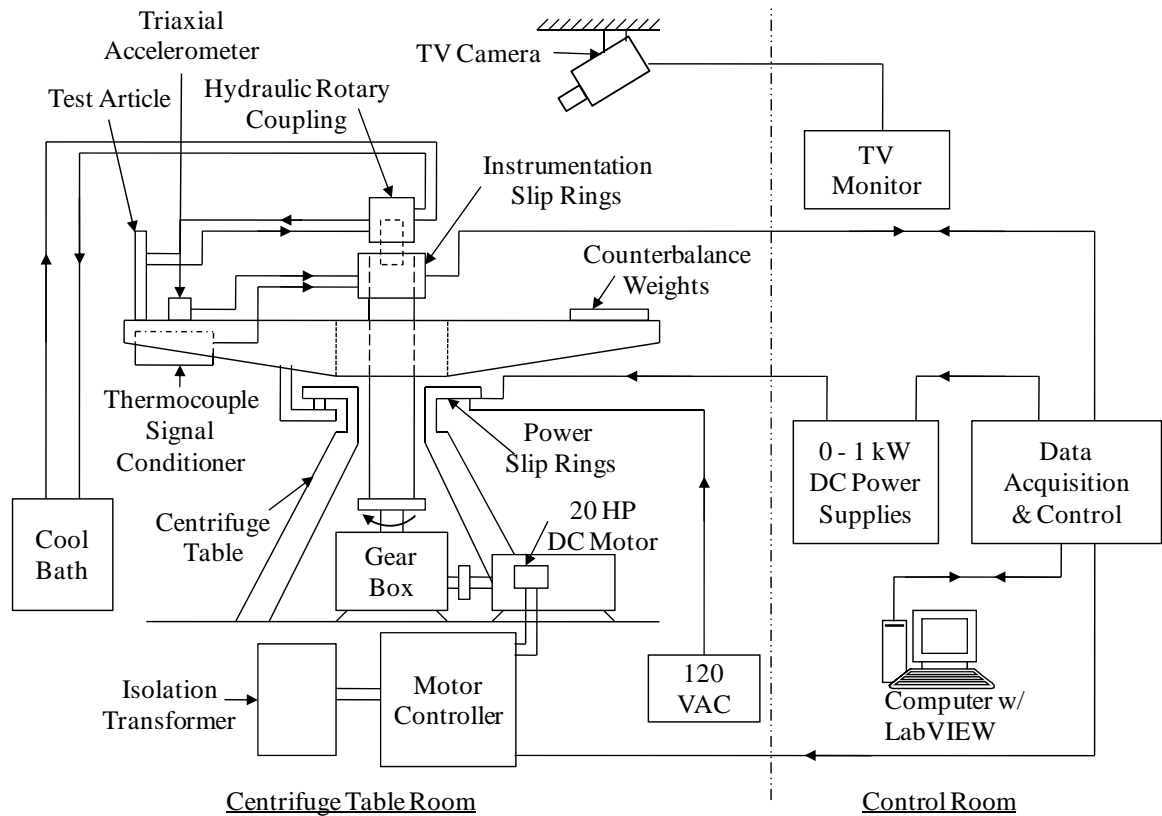 Triaxial
Accelerometer
TV Camera
Test Article
Hydraulic Rotary
Coupling
Instrumentation
Slip Rings
TV
Monitor
Counterbalance
Weights
Thermocouple
Signal
Conditioner
Power
Slip Rings
0 - 1 kW
DC Power
Supplies
Data
Acquisition
& Control
Cool
Bath
Centrifuge
Table
Gear
Box
20 HP
DC Motor
Isolation
Transformer
Motor
Controller
120
VAC
Computer w/
LabVIEW
Centrifuge Table Room
Control Room